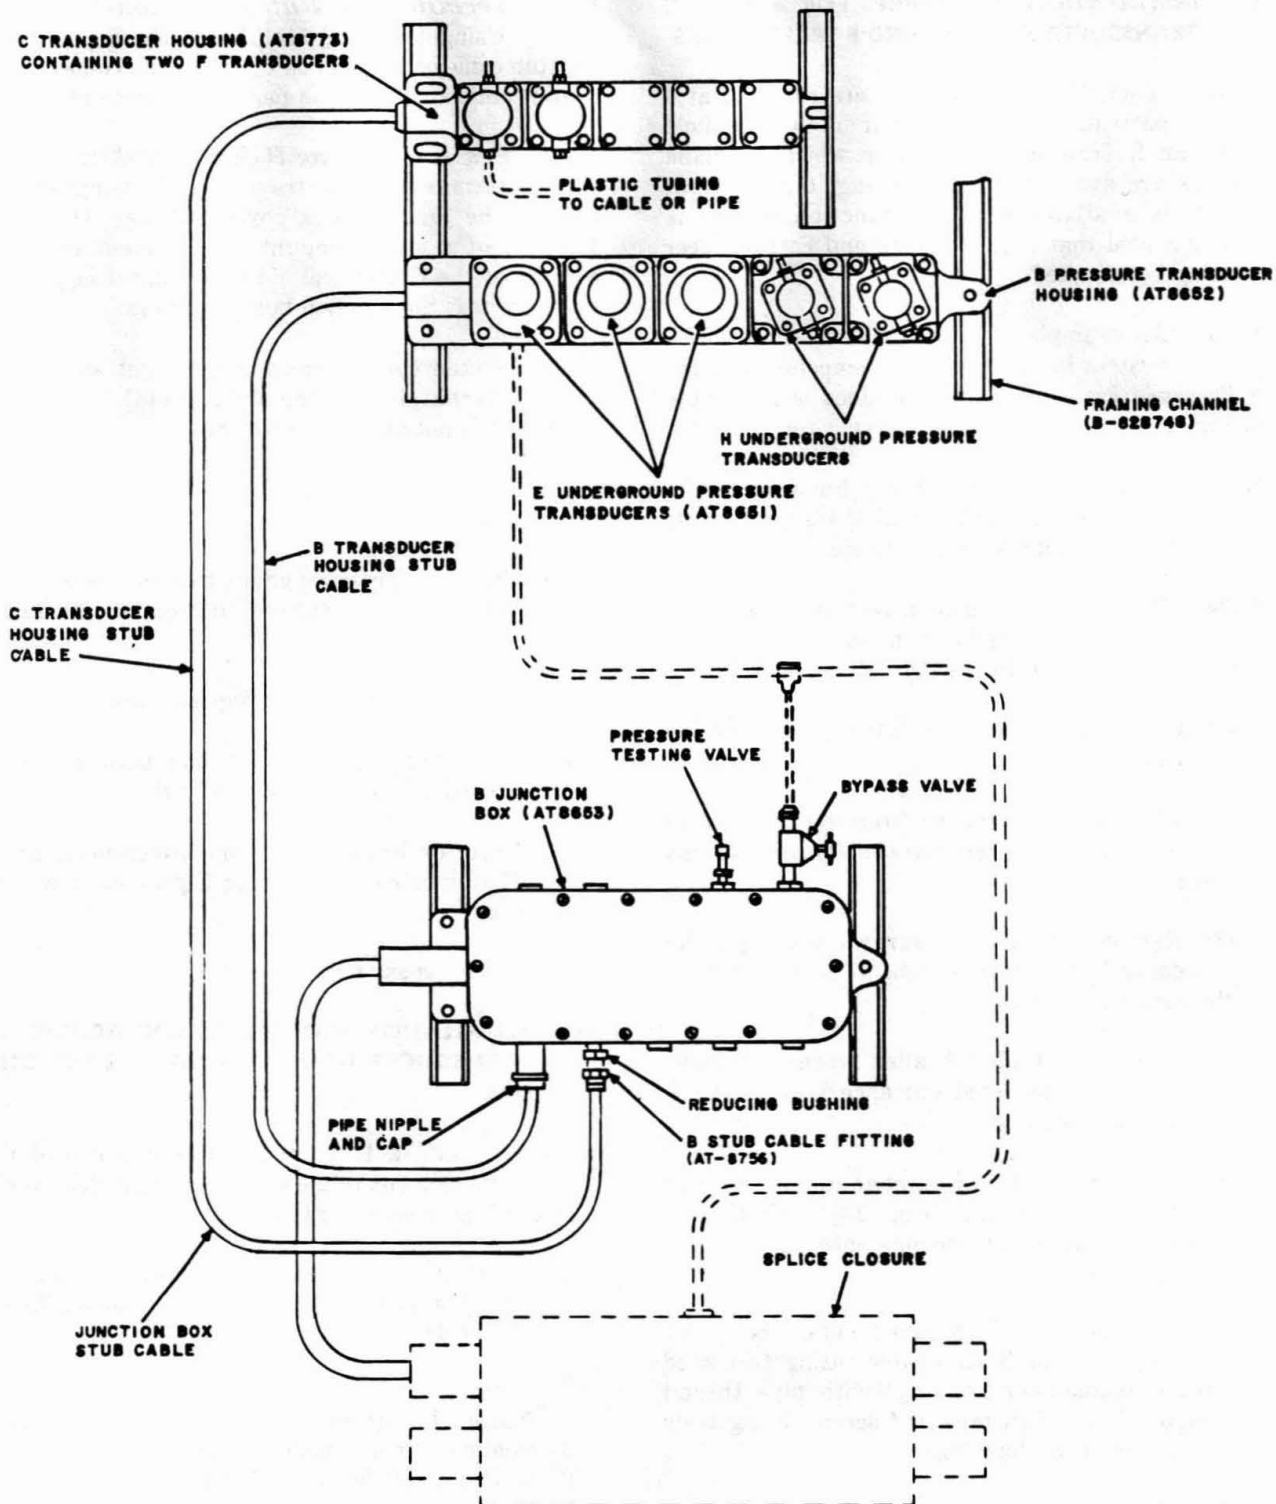 C TRANSDUCER HOUSING (AT8773)
CONTAINING TWO F TRANSDUCERS
PLASTIC TUBING
TO CABLE OR PIPE
B PRESSURE TRANSDUCER
HOUSING (AT8652)
FRAMING CHANNEL
(B-628748)
H UNDERGROUND PRESSURE
TRANSDUCERS
E UNDERGROUND PRESSURE
TRANSDUCERS (AT8651)
B TRANSDUCER
HOUSING STUB
CABLE
C TRANSDUCER
HOUSING STUB
CABLE
PRESSURE
TESTING VALVE
BYPASS VALVE
B JUNCTION
BOX (AT8653)
REDUCING BUSHING
PIPE NIPPLE
AND CAP
B STUB CABLE FITTING
(AT-8756)
SPLICE CLOSURE
JUNCTION BOX
STUB CABLE